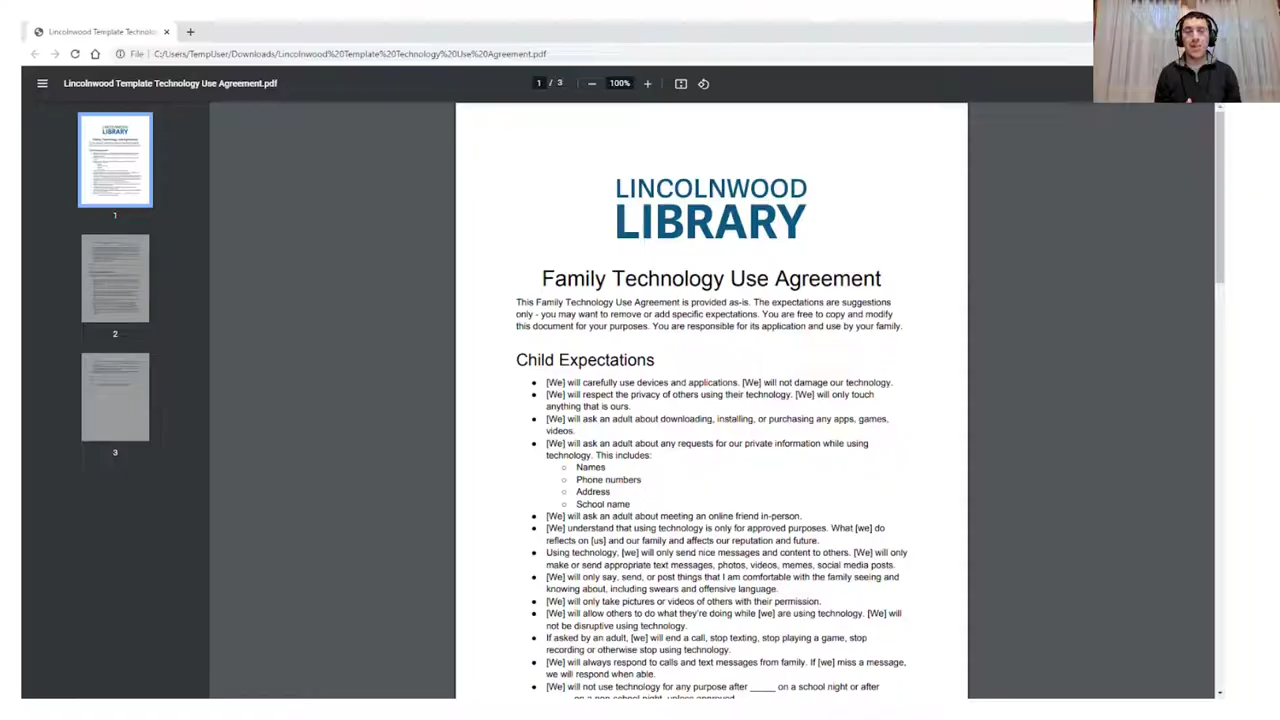 Lincolnwood Template Technolo
File
C:/Users/TempUser/Downloads/Lincolnwood%20Template%20Technology%20Use%20Agreement.pdf
Lincolnwood Template Technology Use Agreement.pdf
1 / 3
100%
1
2
3
LINCOLNWOOD
LIBRARY
Family Technology Use Agreement
This Family Technology Use Agreement is provided as-is. The expectations are suggestions
only - you may want to remove or add specific expectations. You are free to copy and modify
this document for your purposes. You are responsible for its application and use by your family.
Child Expectations
[We] will carefully use devices and applications. [We] will not damage our technology.
[We] will respect the privacy of others using their technology. [We] will only touch
anything that is ours.
[We] will ask an adult about downloading, installing, or purchasing any apps, games,
videos.
[We] will ask an adult about any requests for our private information while using
technology. This includes:
Names
Phone numbers
Address
School name
[We] will ask an adult about meeting an online friend in-person.
[We] understand that using technology is only for approved purposes. What [we] do
reflects on [us] and our family and affects our reputation and future.
Using technology, [we] will only send nice messages and content to others. [We] will only
make or send appropriate text messages, photos, videos, memes, social media posts.
[We] will only say, send, or post things that I am comfortable with the family seeing and
knowing about, including swears and offensive language.
[We] will only take pictures or videos of others with their permission.
[We] will allow others to do what they're doing while [we] are using technology. [We] will
not be disruptive using technology.
If asked by an adult, [we] will end a call, stop texting, stop playing a game, stop
recording or otherwise stop using technology.
[We] will always respond to calls and text messages from family. If [we] miss a message,
we will respond when able.
[We] will not use technology for any purpose after _____ on a school night or after
on a non-school night, unless approved.